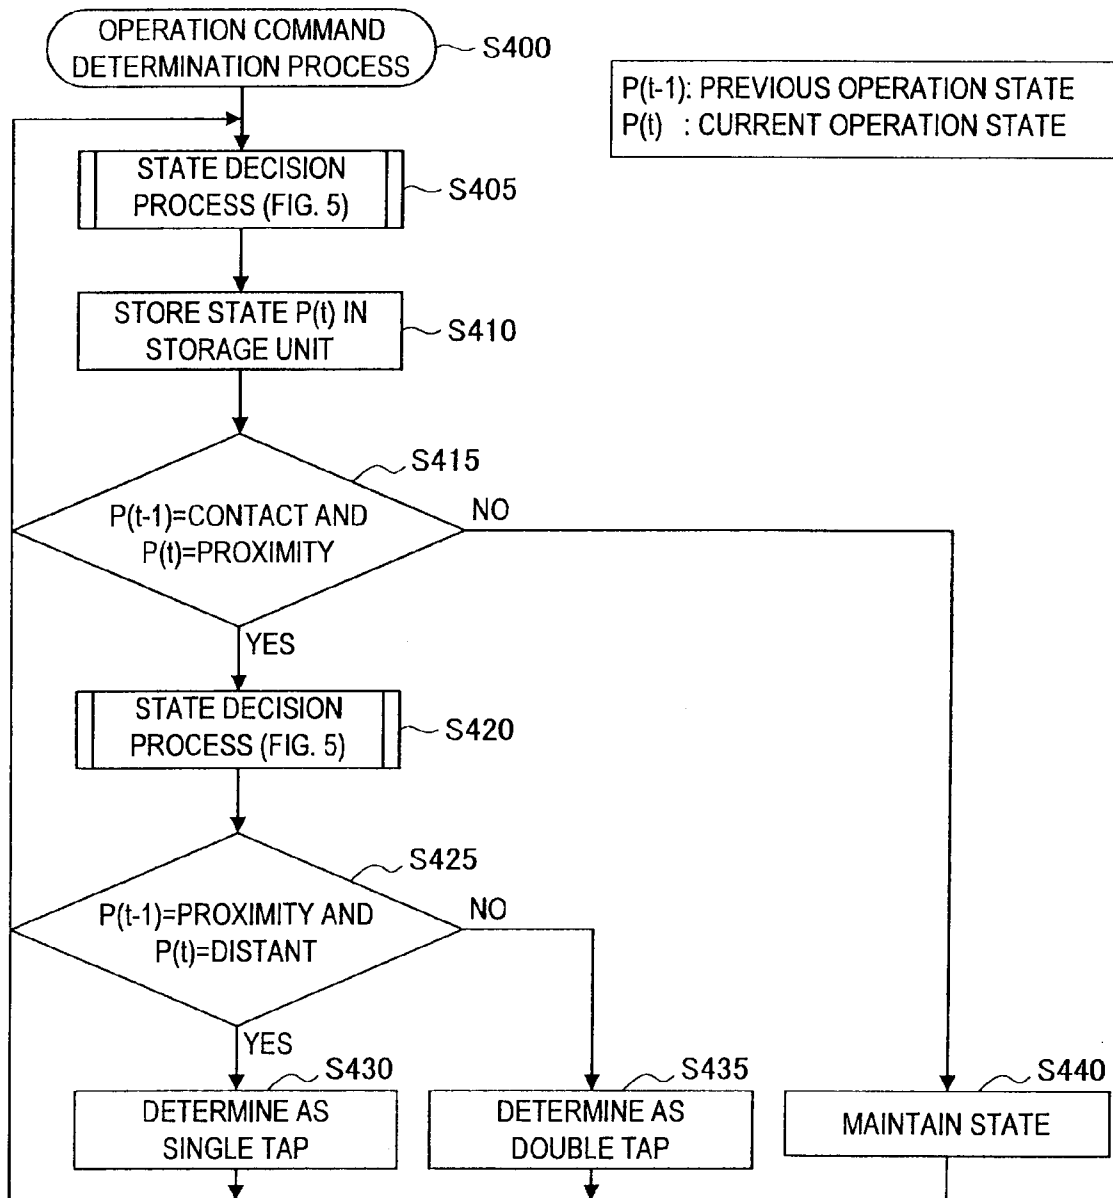 OPERATION COMMAND
DETERMINATION PROCESS
S400
P(t-1): PREVIOUS OPERATION STATE
P(t) : CURRENT OPERATION STATE
STATE DECISION
PROCESS (FIG. 5)
S405
STORE STATE P(t) IN
STORAGE UNIT
S410
S415
P(t-1)=CONTACT AND
P(t)=PROXIMITY
NO
YES
STATE DECISION
PROCESS (FIG. 5)
S420
S425
P(t-1)=PROXIMITY AND
P(t)=DISTANT
NO
YES
S430
DETERMINE AS
SINGLE TAP
S435
DETERMINE AS
DOUBLE TAP
S440
MAINTAIN STATE